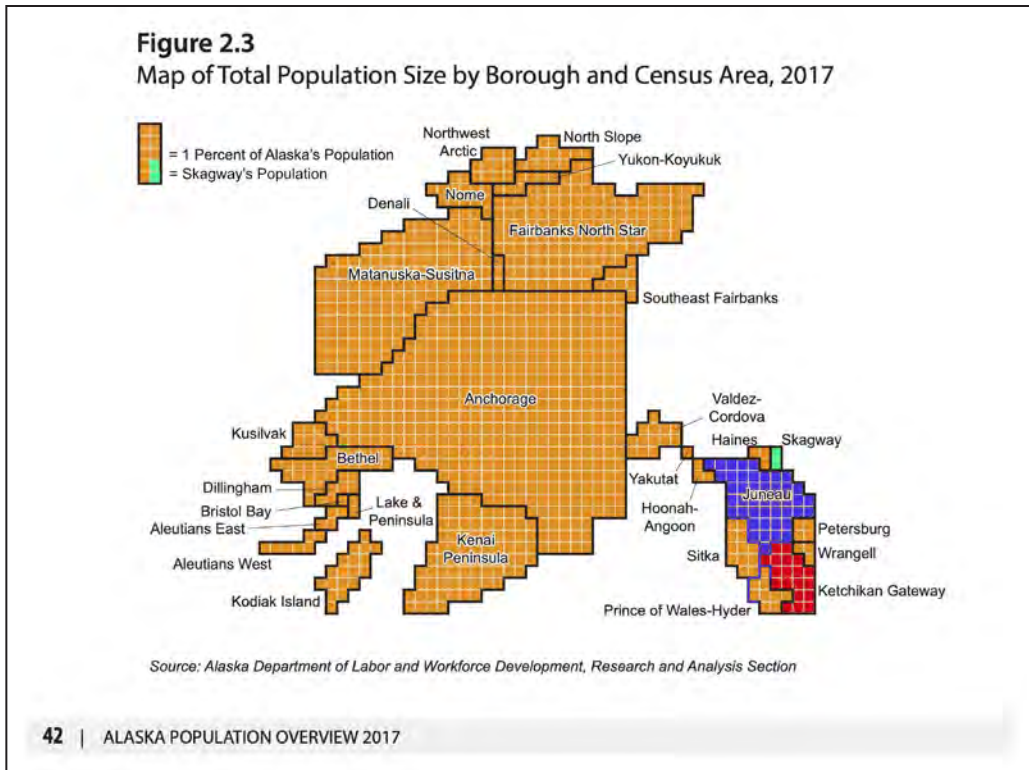 Figure 2.3
Map of Total Population Size by Borough and Census Area, 2017
= 1 Percent of Alaska's Population
= Skagway's Population
Northwest
Arctic
North Slope
Yukon-Koyukuk
Nome
Denali
Fairbanks North Star
Matanuska-Susitna
Southeast Fairbanks
Anchorage
Valdez-
Cordova
Kusilvak
Haines
Skagway
Bethel
Yakutat
Dillingham
Juneau
Bristol Bay
Lake &
Peninsula
Hoonah-
Angoon
Aleutians East
Petersburg
Kenai
Peninsula
Sitka
Wrangell
Aleutians West
Ketchikan Gateway
Kodiak Island
Prince of Wales-Hyder
Source: Alaska Department of Labor and Workforce Development, Research and Analysis Section
42 | ALASKA POPULATION OVERVIEW 2017